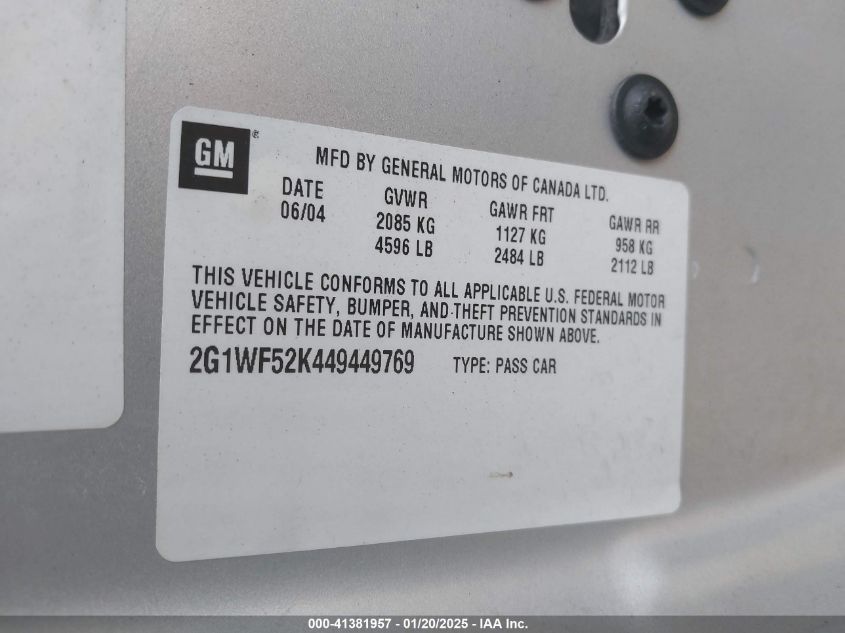 GM ®
MFD BY GENERAL MOTORS OF CANADA LTD.
DATE GVWR GAWR FRT GAWR RR
06/04 2085 KG 1127 KG 958 KG
4596 LB 2484 LB 2112 LB
THIS VEHICLE CONFORMS TO ALL APPLICABLE U.S. FEDERAL MOTOR
VEHICLE SAFETY, BUMPER, AND THEFT PREVENTION STANDARDS IN
EFFECT ON THE DATE OF MANUFACTURE SHOWN ABOVE.
2G1WF52K449449769 TYPE: PASS CAR
000-41381957 - 01/20/2025 - IAA Inc.